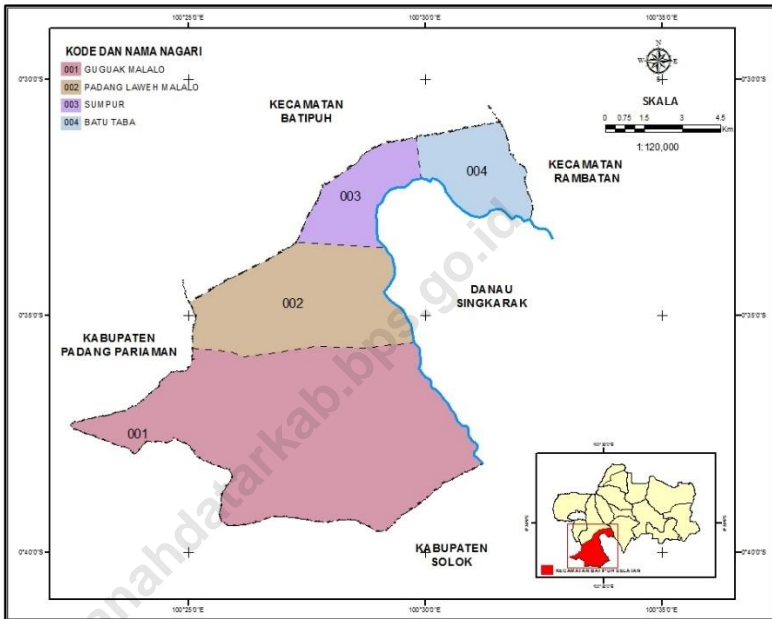 100°25'0"E
100°30'0"E
100°35'0"E
KODE DAN NAMA NAGARI
001 GUGUAK MALALO
002 PADANG LAWEH MALALO
003 SUMPUR
004 BATU TABA
0°30'0"S
0°30'0"S
N
W E
S
SKALA
0 0.75 1.5 3 4.5
Km
1:120,000
KECAMATAN
BATIPUH
KECAMATAN
RAMBATAN
004
003
DANAU
SINGKARAK
002
0°35'0"S
0°35'0"S
KABUPATEN
PADANG PARIAMAN
001
KABUPATEN
SOLOK
0°40'0"S
0°40'0"S
KECAMATAN BATIPUH SELATAN
100°25'0"E
100°30'0"E
100°35'0"E
anahdatarkab.bps.go.id